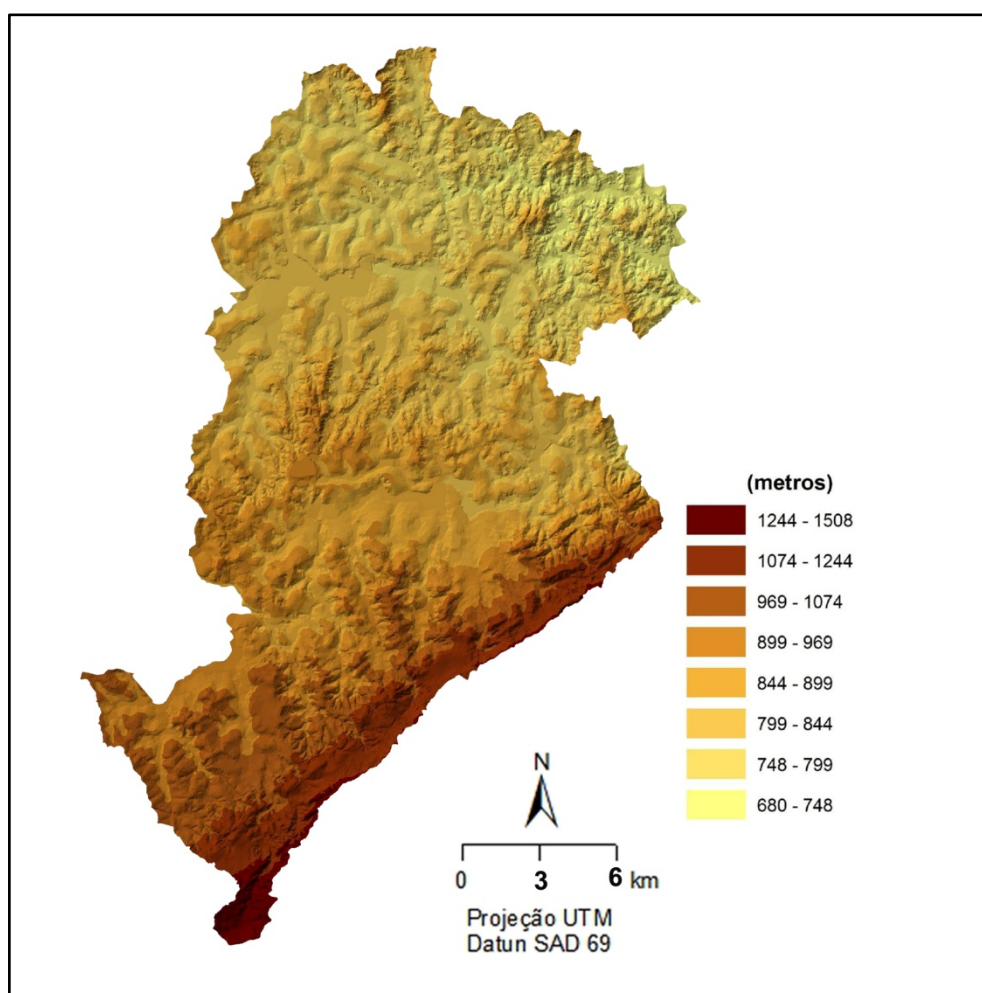 (metros)
1244 - 1508
1074 - 1244
969 - 1074
899 - 969
844 - 899
799 - 844
748 - 799
680 - 748
N
0 3 6 km
Projeção UTM
Datun SAD 69